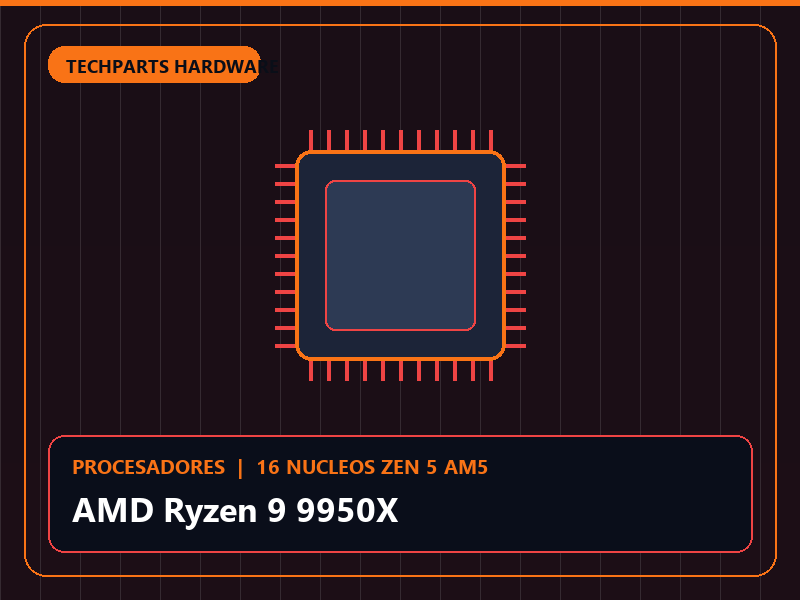 TECHPARTS HARDWARE
PROCESADORES | 16 NUCLEOS ZEN 5 AM5
AMD Ryzen 9 9950X